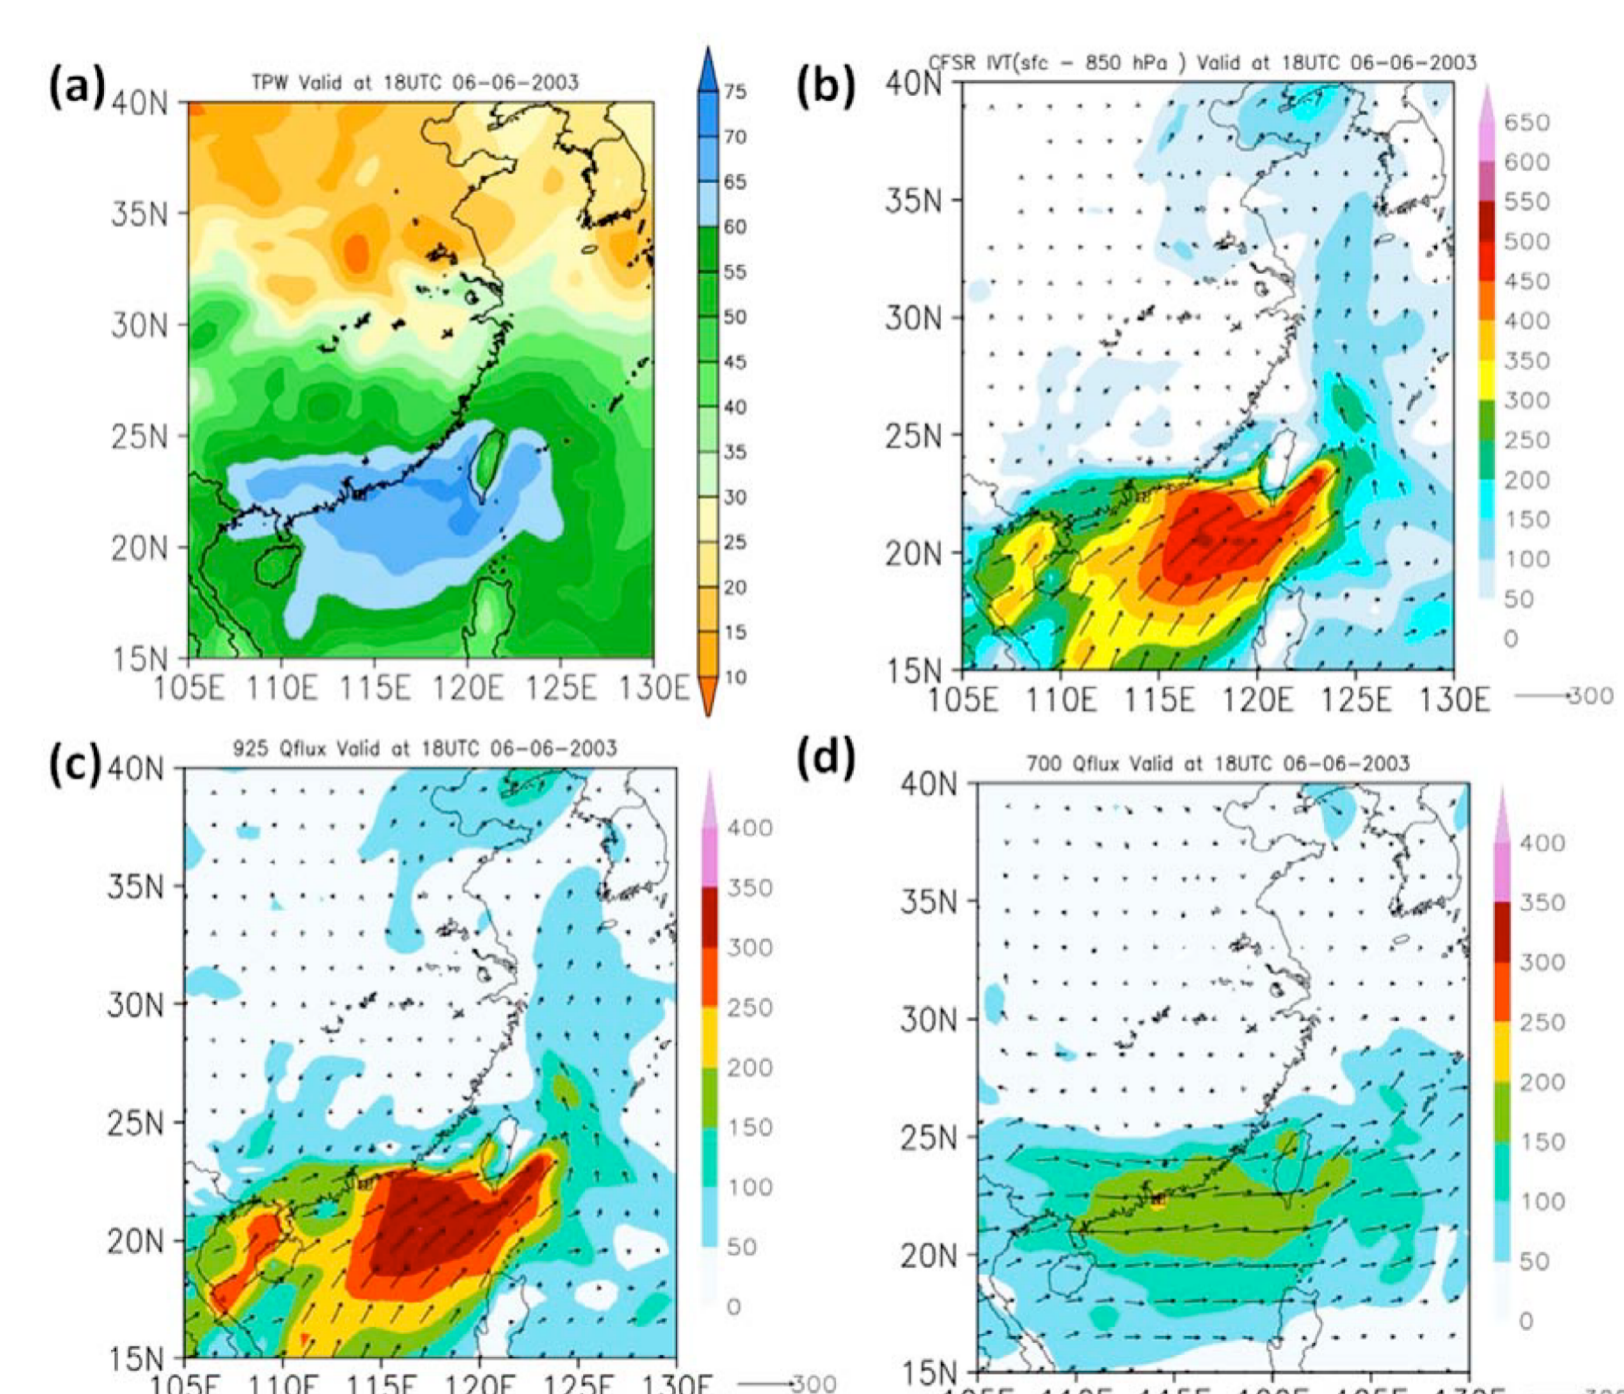 (a)
TPW Valid at 18UTC 06-06-2003
40N
35N
30N
25N
20N
15N
105E 110E 115E 120E 125E 130E
75
70
65
60
55
50
45
40
35
30
25
20
15
10
(b)
CFSR IVT(sfc - 850 hPa ) Valid at 18UTC 06-06-2003
40N
35N
30N
25N
20N
15N
105E 110E 115E 120E 125E 130E
650
600
550
500
450
400
350
300
250
200
150
100
50
0
300
(c)
925 Qflux Valid at 18UTC 06-06-2003
40N
35N
30N
25N
20N
15N
105E 110E 115E 120E 125E 130E
400
350
300
250
200
150
100
50
0
300
(d)
700 Qflux Valid at 18UTC 06-06-2003
40N
35N
30N
25N
20N
15N
400
350
300
250
200
150
100
50
0